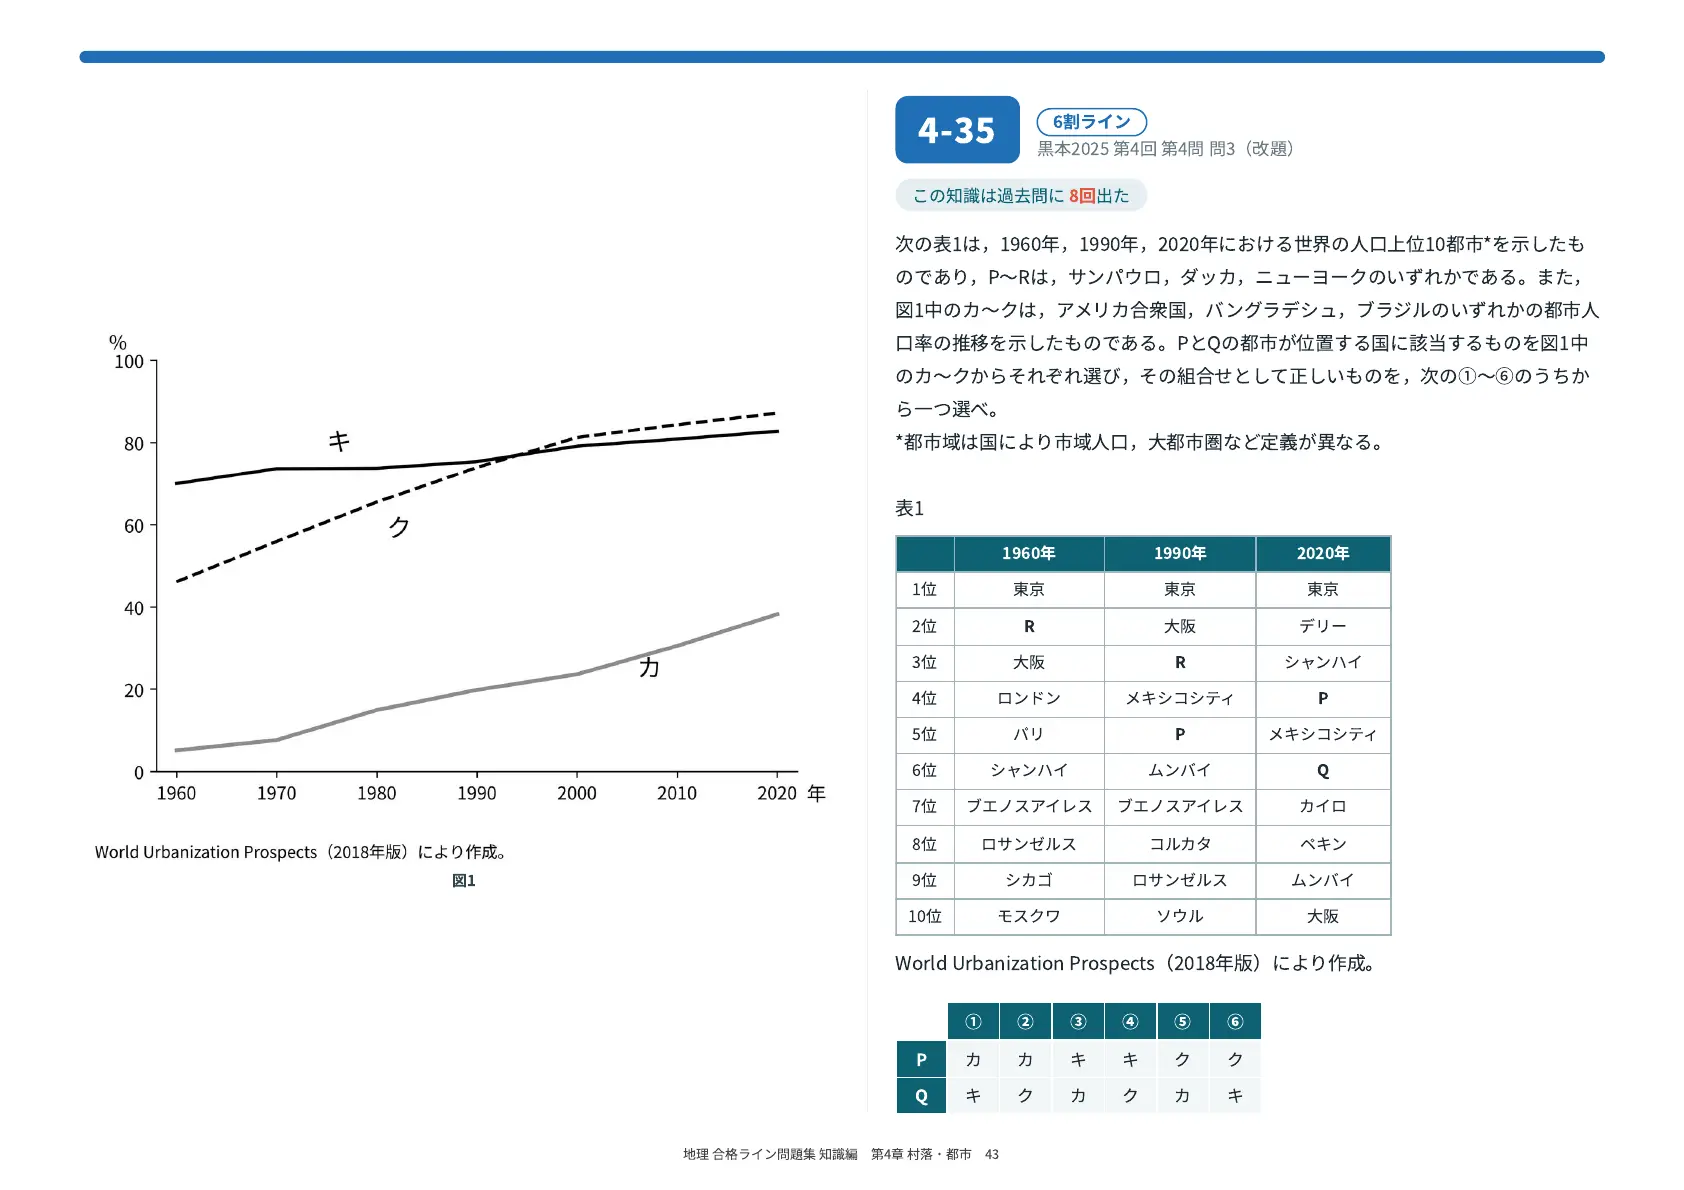 %
100
80
60
40
20
0
キ
ク
カ
1960 1970 1980 1990 2000 2010 2020 年
World Urbanization Prospects（2018年版）により作成。
図1
4-35
6割ライン
黒本2025 第4回 第4問 問3（改題）
この知識は過去問に 8回出た
次の表1は，1960年，1990年，2020年における世界の人口上位10都市*を示したも
のであり，P～Rは，サンパウロ，ダッカ，ニューヨークのいずれかである。また，
図1中のカ～クは，アメリカ合衆国，バングラデシュ，ブラジルのいずれかの都市人
口率の推移を示したものである。PとQの都市が位置する国に該当するものを図1中
のカ～クからそれぞれ選び，その組合せとして正しいものを，次の①～⑥のうちか
ら一つ選べ。
*都市域は国により市域人口，大都市圏など定義が異なる。
表1
1960年 1990年 2020年
1位 東京 東京 東京
2位 R 大阪 デリー
3位 大阪 R シャンハイ
4位 ロンドン メキシコシティ P
5位 パリ P メキシコシティ
6位 シャンハイ ムンバイ Q
7位 ブエノスアイレス ブエノスアイレス カイロ
8位 ロサンゼルス コルカタ ペキン
9位 シカゴ ロサンゼルス ムンバイ
10位 モスクワ ソウル 大阪
World Urbanization Prospects（2018年版）により作成。
① ② ③ ④ ⑤ ⑥
P カ カ キ キ ク ク
Q キ ク カ ク カ キ
地理 合格ライン問題集 知識編　第4章 村落・都市　43